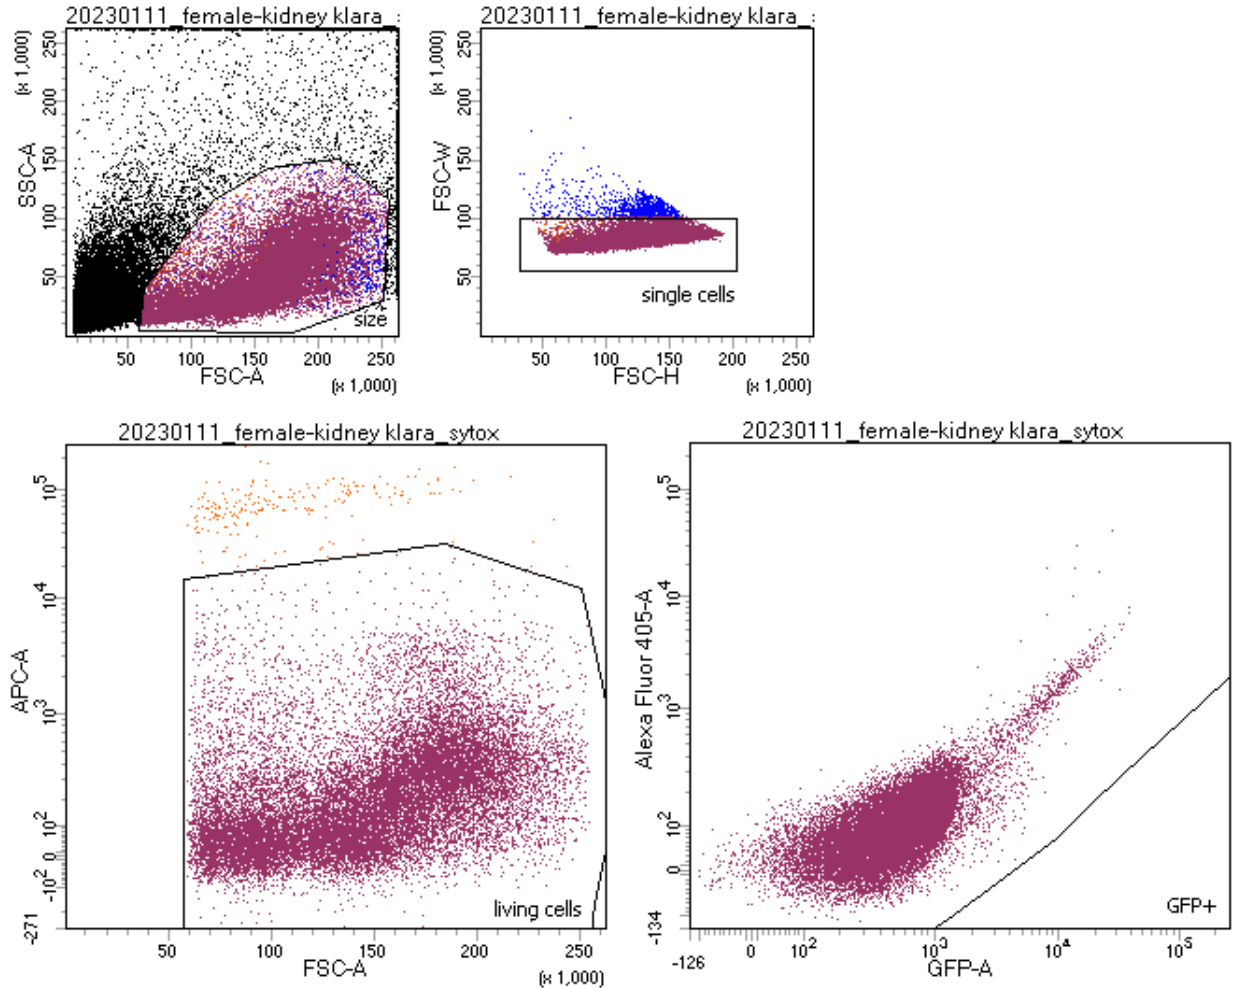 20230111_female-kidney klara_
250
200
150
100
50
(x 1,000)
SSC-A
size
50 100 150 200 250
FSC-A
(x 1,000)
20230111_female-kidney klara_
250
200
150
100
50
(x 1,000)
FSC-W
single cells
50 100 150 200 250
FSC-H
(x 1,000)
20230111_female-kidney klara_sytox
10^5
10^4
10^3
10^2
0
-10^2
-271
APC-A
living cells
50 100 150 200 250
FSC-A
(x 1,000)
20230111_female-kidney klara_sytox
10^5
10^4
10^3
10^2
0
-134
Alexa Fluor 405-A
GFP+
-126 0 10^2 10^3 10^4 10^5
GFP-A